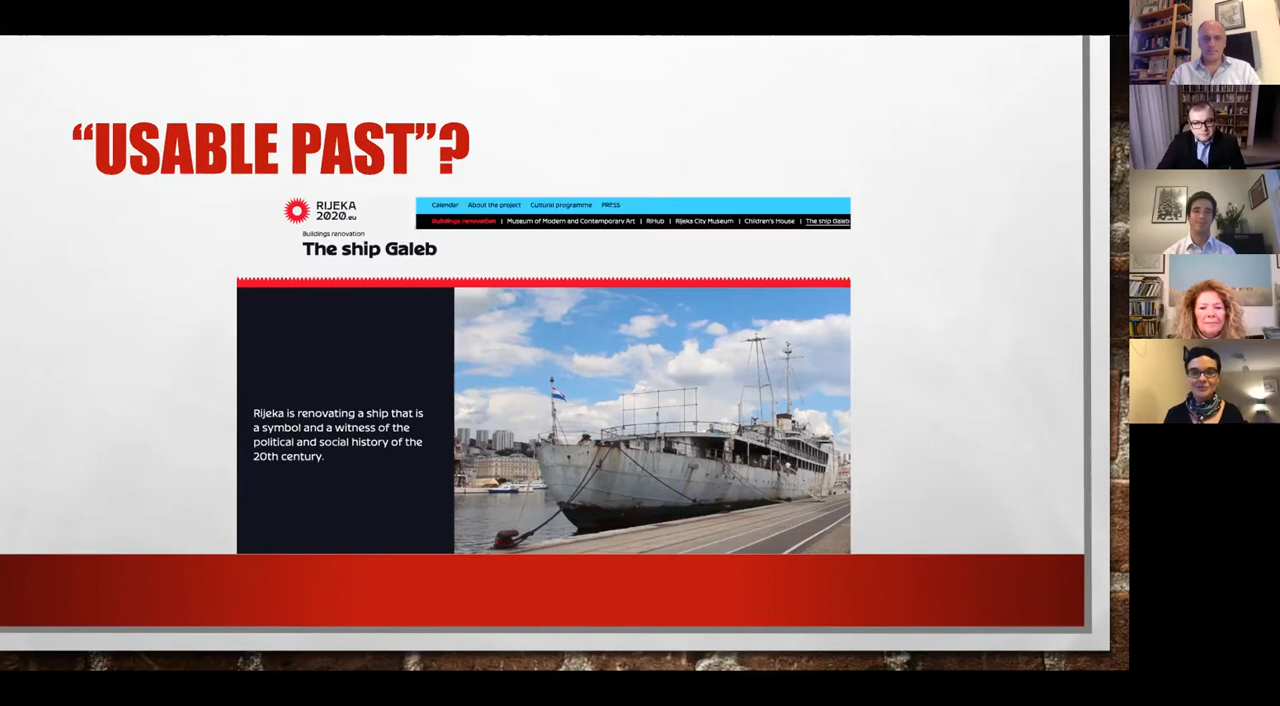 “USABLE PAST”?
RIJEKA
2020.eu
Calendar About the project Cultural programme PRESS
Buildings renovation | Museum of Modern and Contemporary Art | RiHub | Rijeka City Museum | Children's House | The ship Galeb
Buildings renovation
The ship Galeb
Rijeka is renovating a ship that is
a symbol and a witness of the
political and social history of the
20th century.